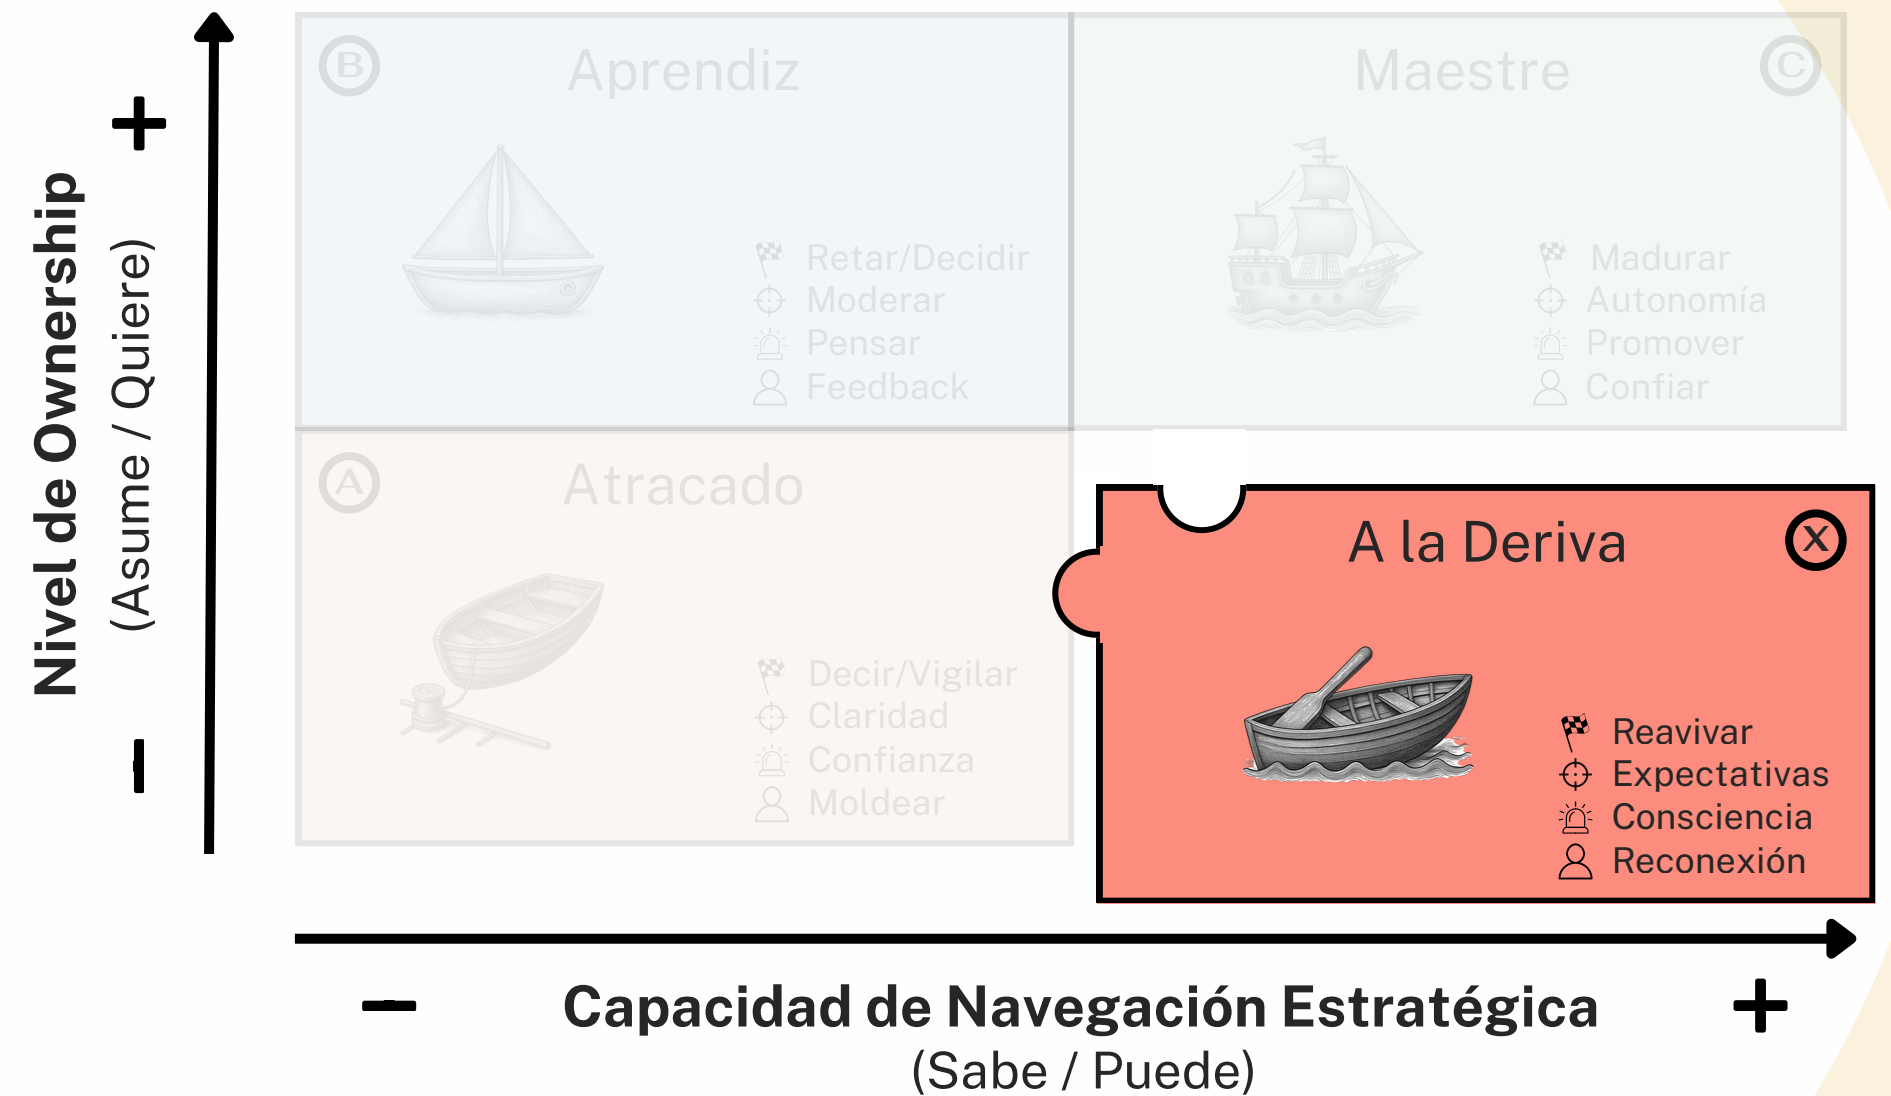 Nivel de Ownership
(Asume / Quiere)
+
-
B
Aprendiz
Retar/Decidir
Moderar
Pensar
Feedback
Maestre
C
Madurar
Autonomía
Promover
Confiar
A
Atracado
Decir/Vigilar
Claridad
Confianza
Moldear
A la Deriva
X
Reavivar
Expectativas
Consciencia
Reconexión
-
Capacidad de Navegación Estratégica
+
(Sabe / Puede)